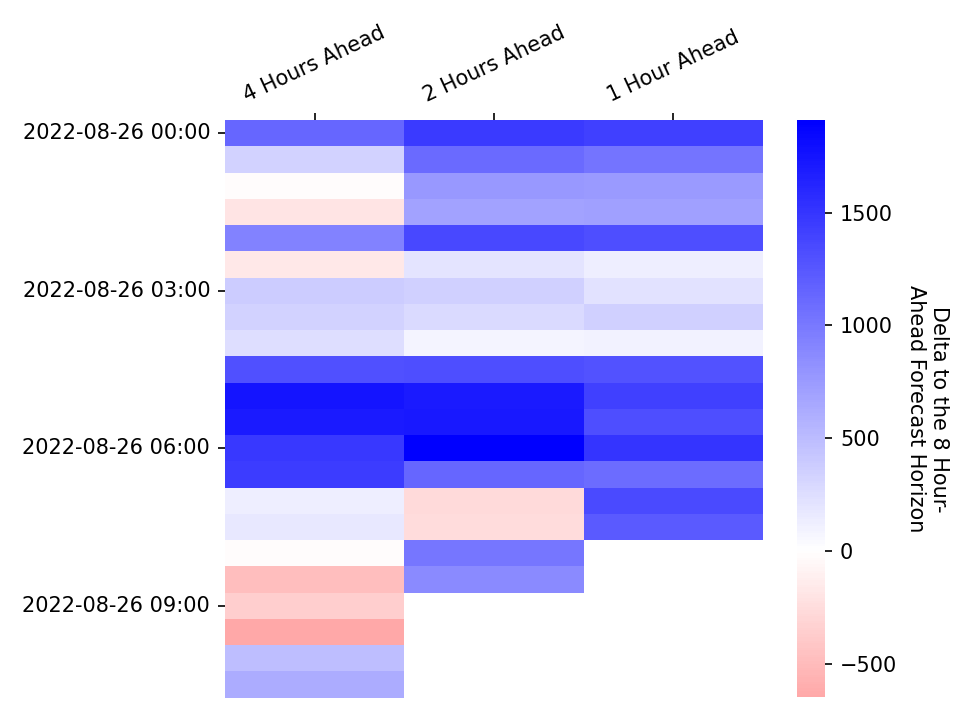 4 Hours Ahead
2 Hours Ahead
1 Hour Ahead
2022-08-26 00:00
2022-08-26 03:00
2022-08-26 06:00
2022-08-26 09:00
1500
1000
500
0
−500
Delta to the 8 Hour-
Ahead Forecast Horizon